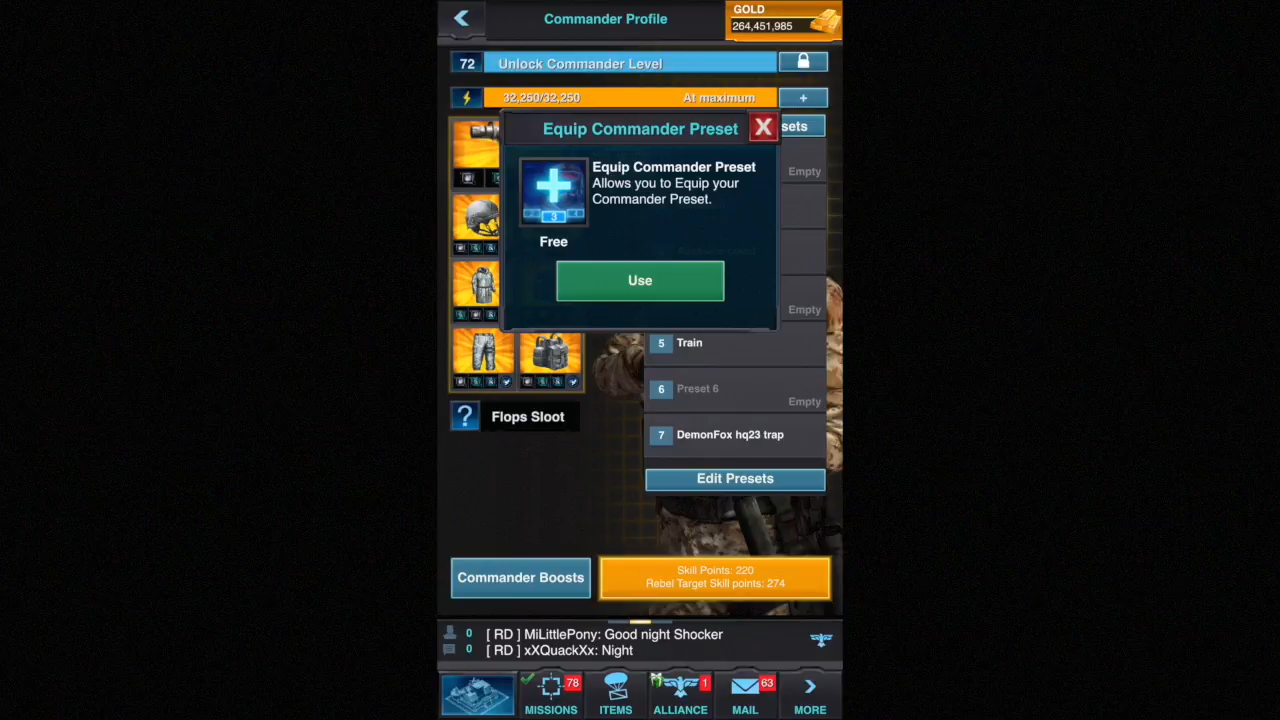 Commander Profile
GOLD
264,451,985
72
Unlock Commander Level
32,250/32,250
At maximum
+
sets
Equip Commander Preset
X
Equip Commander Preset
Allows you to Equip your
Commander Preset.
3
Free
Use
Empty
Empty
5 Train
6 Preset 6
Empty
7 DemonFox hq23 trap
Edit Presets
? Flops Sloot
Commander Boosts
Skill Points: 220
Rebel Target Skill points: 274
0 [ RD ] MiLittlePony: Good night Shocker
0 [ RD ] xXQuackXx: Night
78
1
63
MISSIONS
ITEMS
ALLIANCE
MAIL
MORE